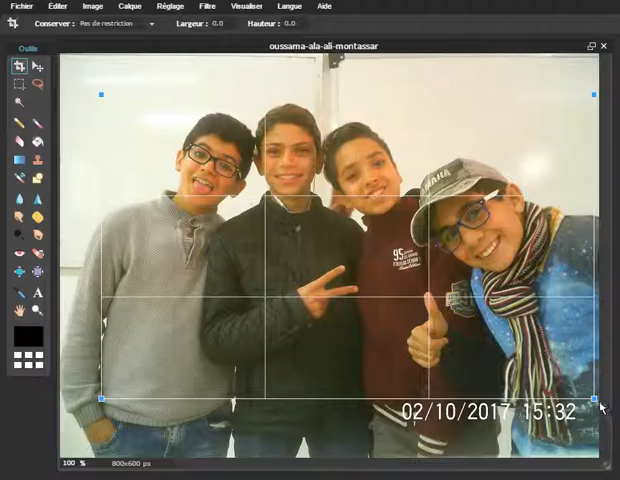 Fichier Éditer Image Calque Réglage Filtre Visualiser Langue Aide
Conserver : Pas de restriction Largeur : 0.0 Hauteur : 0.0
Outils
oussama-ala-ali-montassar
YAMAHA
95
A
02/10/2017 15:32
100 % 800x600 px